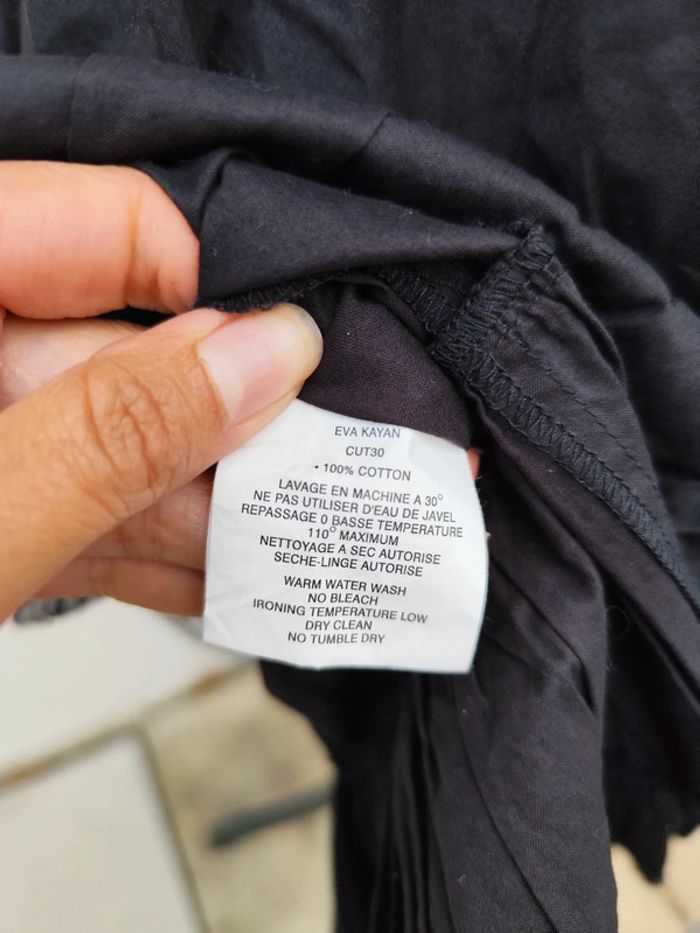 EVA KAYAN
CUT30
• 100% COTTON
LAVAGE EN MACHINE A 30°
NE PAS UTILISER D'EAU DE JAVEL
REPASSAGE 0 BASSE TEMPERATURE
110° MAXIMUM
NETTOYAGE A SEC AUTORISE
SECHE-LINGE AUTORISE
WARM WATER WASH
NO BLEACH
IRONING TEMPERATURE LOW
DRY CLEAN
NO TUMBLE DRY